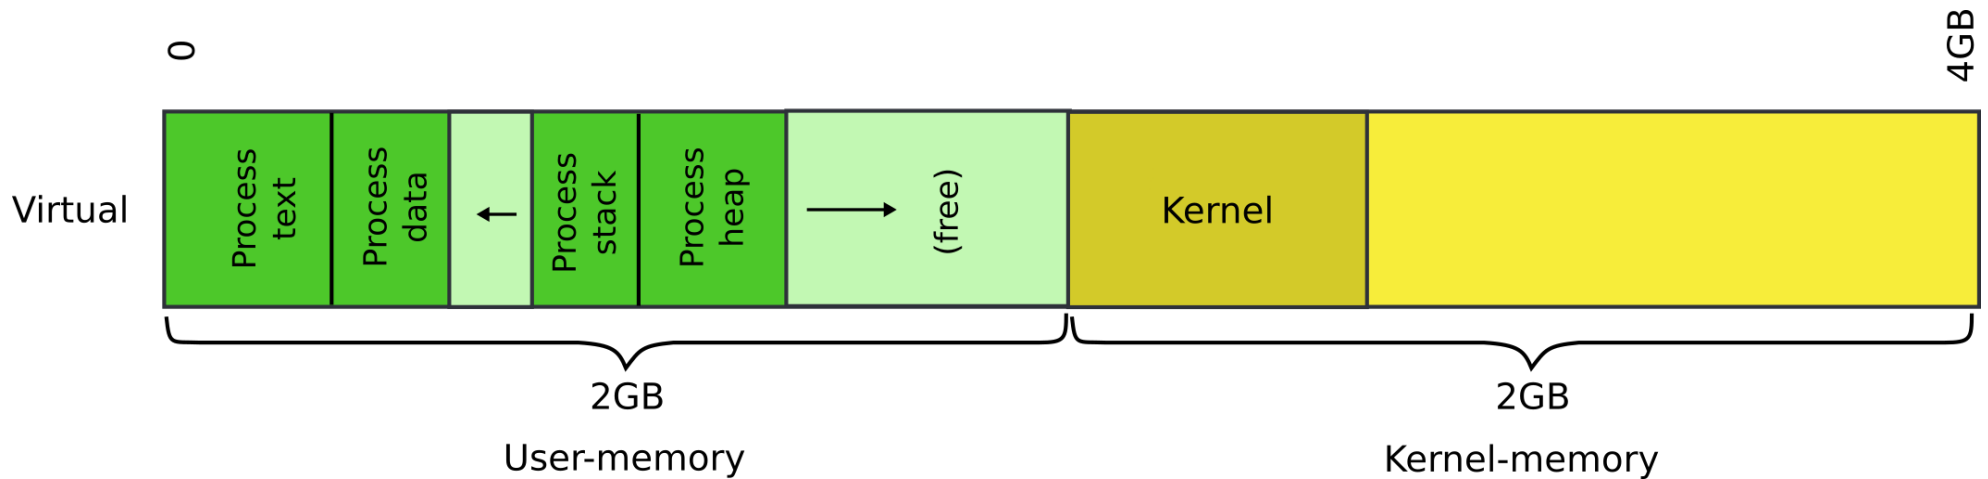 0
4GB
Virtual
Process
text
Process
data
Process
stack
Process
heap
(free)
Kernel
2GB
2GB
User-memory
Kernel-memory